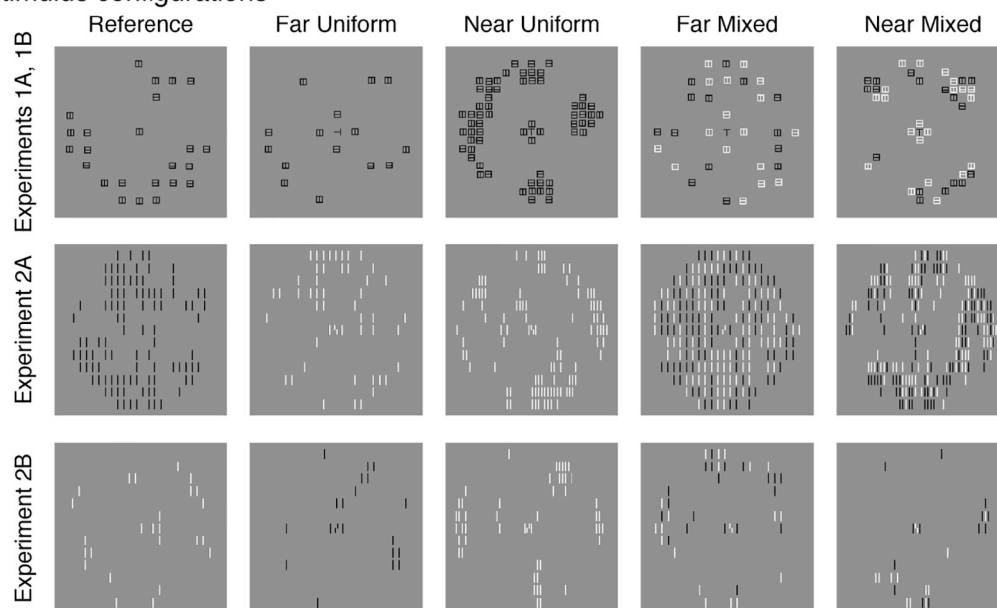 Reference Far Uniform Near Uniform Far Mixed Near Mixed
Experiments 1A, 1B
Experiment 2A
Experiment 2B